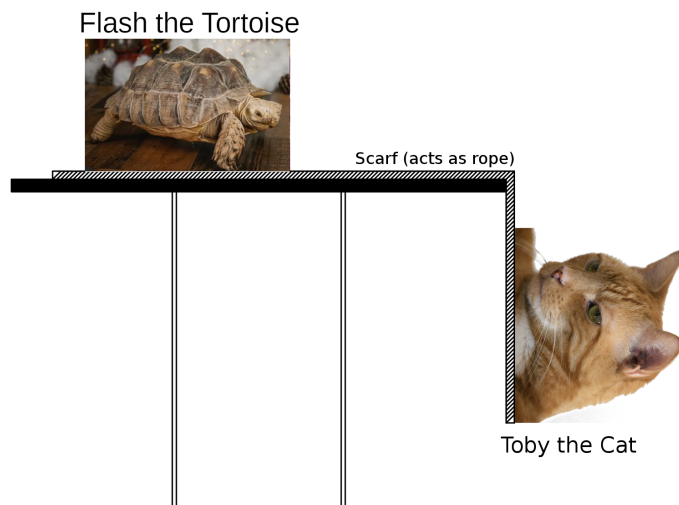 Flash the Tortoise
Scarf (acts as rope)
Toby the Cat